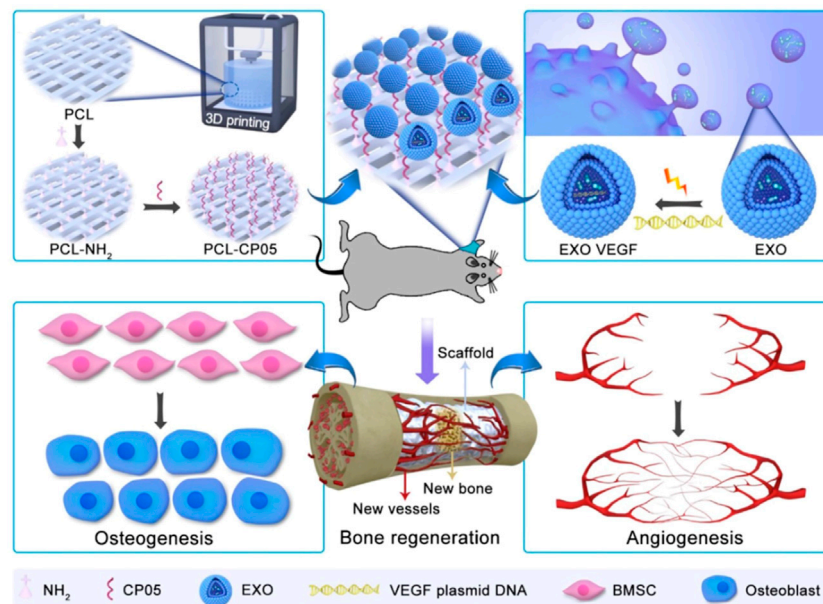 PCL
3D printing
PCL-NH₂
PCL-CP05
EXO VEGF
EXO
Scaffold
New bone
New vessels
Osteogenesis
Bone regeneration
Angiogenesis
NH₂
CP05
EXO
VEGF plasmid DNA
BMSC
Osteoblast